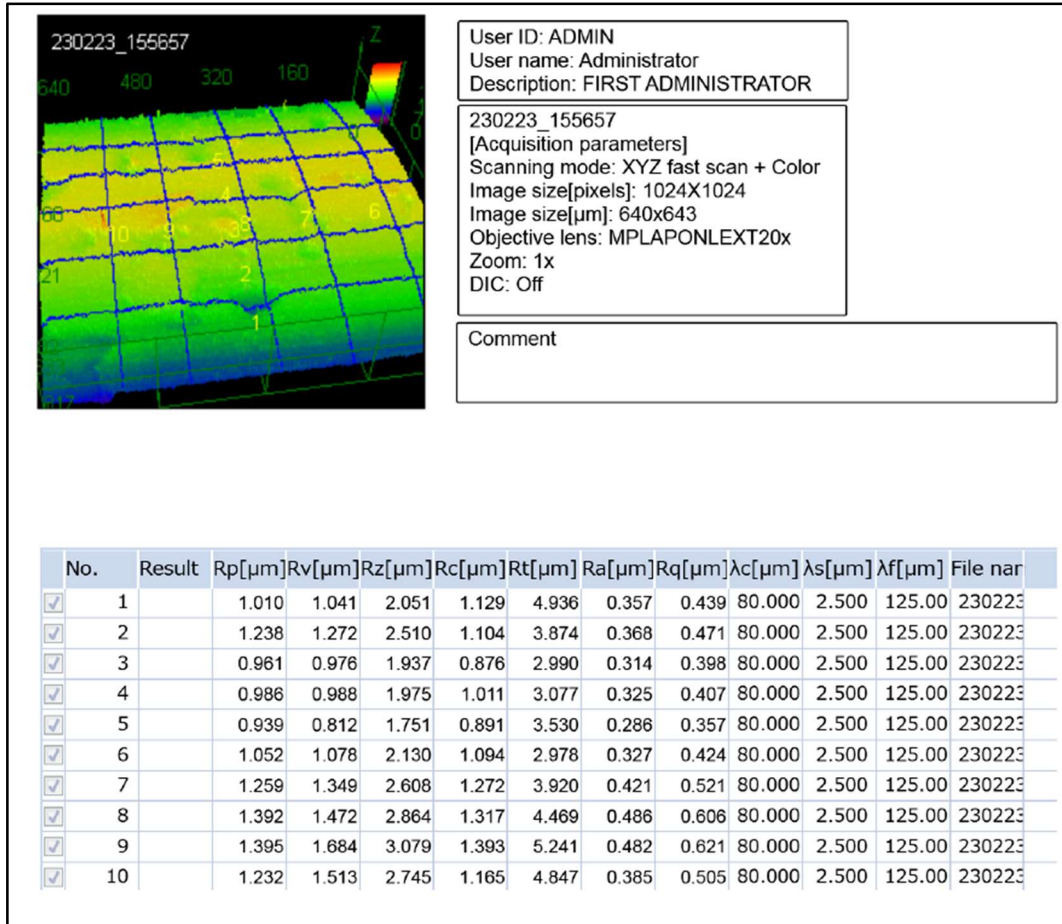 230223_155657
640 480 320 160 Z
0
5
4
10 9 3 8 7 6
21
2
1
User ID: ADMIN
User name: Administrator
Description: FIRST ADMINISTRATOR
230223_155657
[Acquisition parameters]
Scanning mode: XYZ fast scan + Color
Image size[pixels]: 1024X1024
Image size[μm]: 640x643
Objective lens: MPLAPONLEXT20x
Zoom: 1x
DIC: Off
Comment
No. Result Rp[μm] Rv[μm] Rz[μm] Rc[μm] Rt[μm] Ra[μm] Rq[μm] λc[μm] λs[μm] λf[μm] File nar
1 1.010 1.041 2.051 1.129 4.936 0.357 0.439 80.000 2.500 125.00 230223
2 1.238 1.272 2.510 1.104 3.874 0.368 0.471 80.000 2.500 125.00 230223
3 0.961 0.976 1.937 0.876 2.990 0.314 0.398 80.000 2.500 125.00 230223
4 0.986 0.988 1.975 1.011 3.077 0.325 0.407 80.000 2.500 125.00 230223
5 0.939 0.812 1.751 0.891 3.530 0.286 0.357 80.000 2.500 125.00 230223
6 1.052 1.078 2.130 1.094 2.978 0.327 0.424 80.000 2.500 125.00 230223
7 1.259 1.349 2.608 1.272 3.920 0.421 0.521 80.000 2.500 125.00 230223
8 1.392 1.472 2.864 1.317 4.469 0.486 0.606 80.000 2.500 125.00 230223
9 1.395 1.684 3.079 1.393 5.241 0.482 0.621 80.000 2.500 125.00 230223
10 1.232 1.513 2.745 1.165 4.847 0.385 0.505 80.000 2.500 125.00 230223